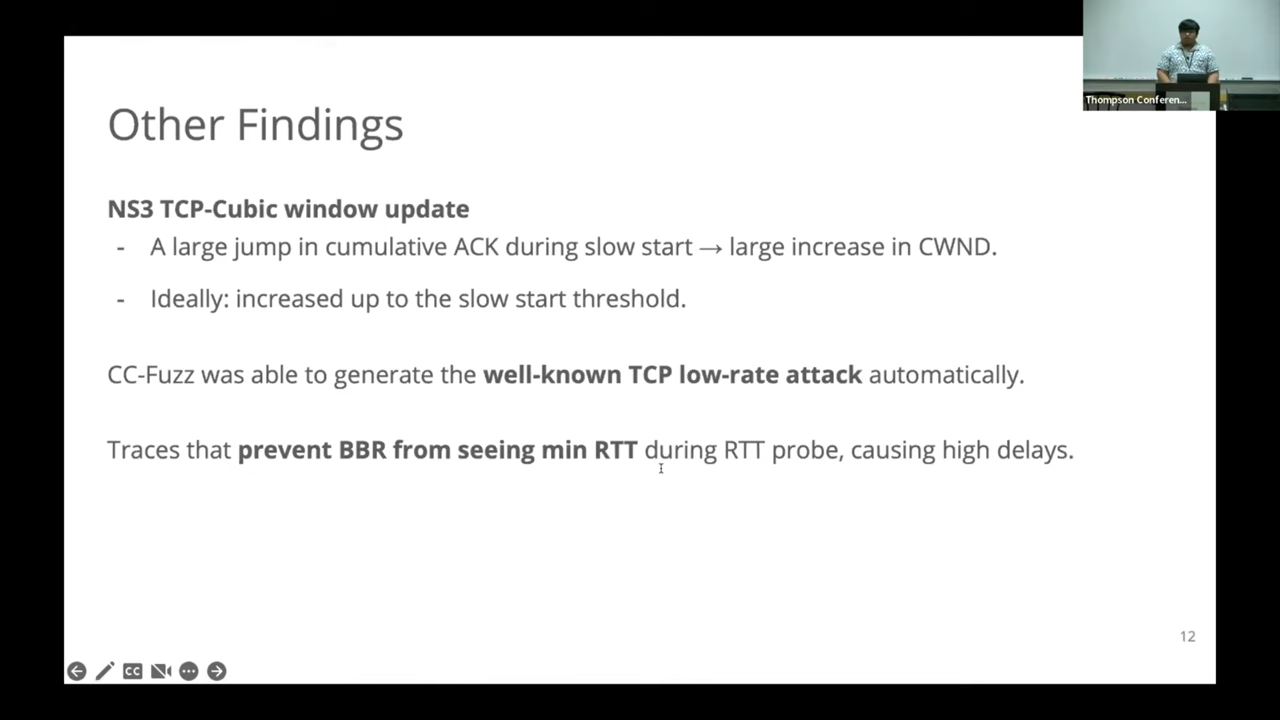 Thompson Conferen...
Other Findings
NS3 TCP-Cubic window update
- A large jump in cumulative ACK during slow start → large increase in CWND.
- Ideally: increased up to the slow start threshold.
CC-Fuzz was able to generate the well-known TCP low-rate attack automatically.
Traces that prevent BBR from seeing min RTT during RTT probe, causing high delays.
12
CC